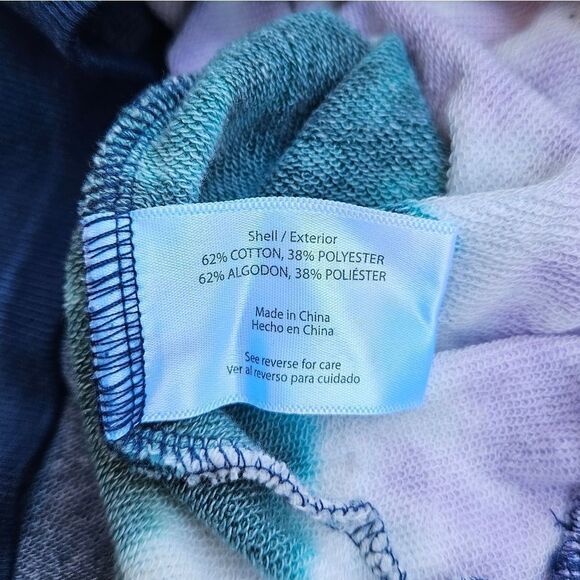 Shell / Exterior
62% COTTON, 38% POLYESTER
62% ALGODON, 38% POLIÉSTER
Made in China
Hecho en China
See reverse for care
Ver al reverso para cuidado